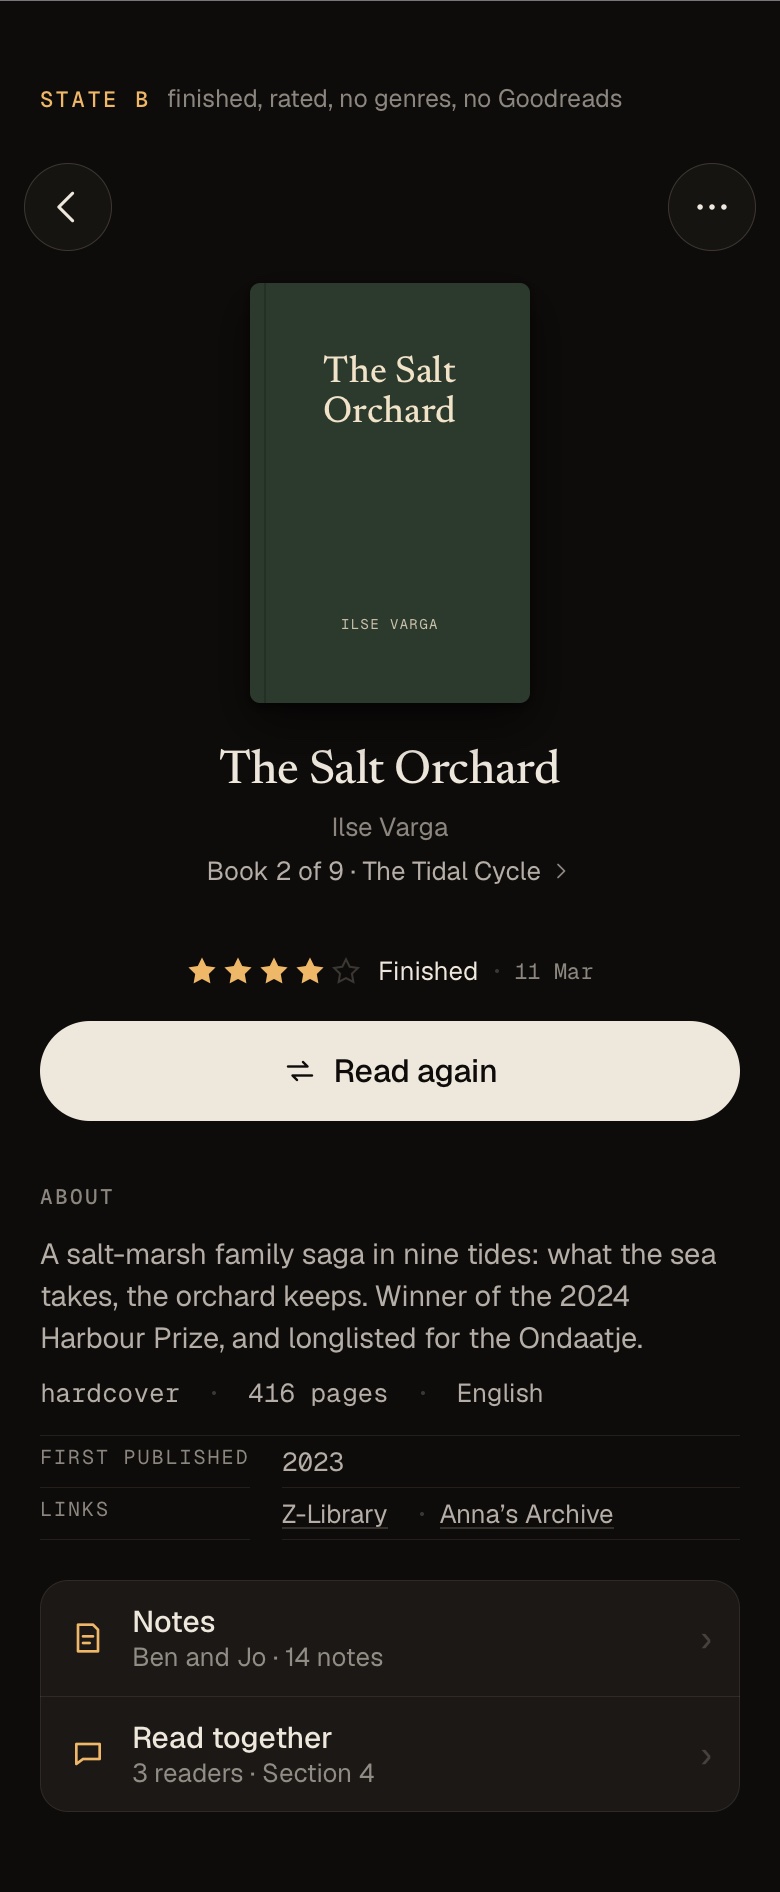 STATE B finished, rated, no genres, no Goodreads
The Salt
Orchard
ILSE VARGA
The Salt Orchard
Ilse Varga
Book 2 of 9 · The Tidal Cycle
Finished · 11 Mar
Read again
ABOUT
A salt-marsh family saga in nine tides: what the sea
takes, the orchard keeps. Winner of the 2024
Harbour Prize, and longlisted for the Ondaatje.
hardcover · 416 pages · English
FIRST PUBLISHED 2023
LINKS Z-Library · Anna’s Archive
Notes
Ben and Jo · 14 notes
Read together
3 readers · Section 4